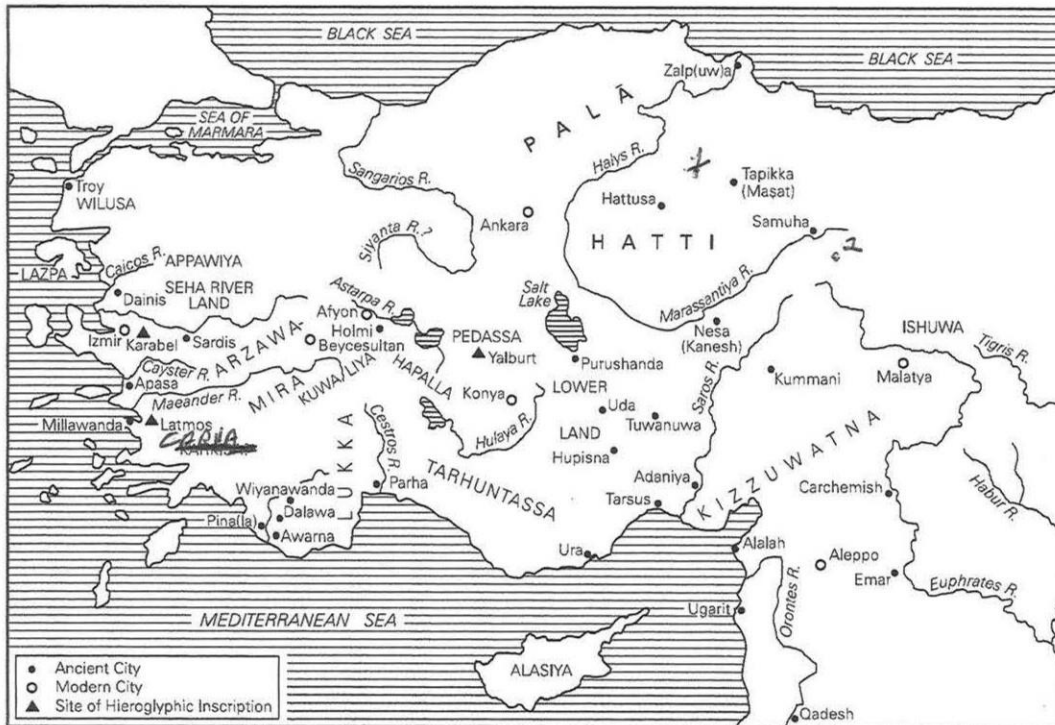 BLACK SEA
BLACK SEA
Zalp(uw)a
SEA OF
MARMARA
PALĀ
Sangarios R.
Halys R.
Troy
WILUSA
Tapikka
(Maşat)
Hattusa
Ankara
Samuha
Siyanta R.?
HATTI
LAZPA
Caicos R.
APPAWIYA
SEHA RIVER
LAND
Dainis
Astarpa R.
Salt
Lake
Marassantiya R.
Afyon
Holmi
Beycesultan
PEDASSA
Nesa
(Kanesh)
ISHUWA
Tigris R.
Izmir
Karabel
Sardis
ARZAWA
Yalburt
Purushanda
Kummani
Malatya
Cayster R.
Apasa
MIRA
KUWALIYA
HAPALLA
Konya
LOWER
LAND
Saros R.
Maeander R.
Uda
Tuwanuwa
Millawanda
Latmos
CARIA
Hulaya R.
Hupisna
LUKKA
Cestros R.
Parha
TARHUNTASSA
Adaniya
Tarsus
KIZZUWATNA
Carchemish
Habur R.
Wiyanawanda
Dalawa
Pina(la)
Awarna
Ura
Alalah
Aleppo
Emar
Euphrates R.
Orontes R.
Ugarit
MEDITERRANEAN SEA
ALASIYA
Qadesh
Ancient City
Modern City
Site of Hieroglyphic Inscription